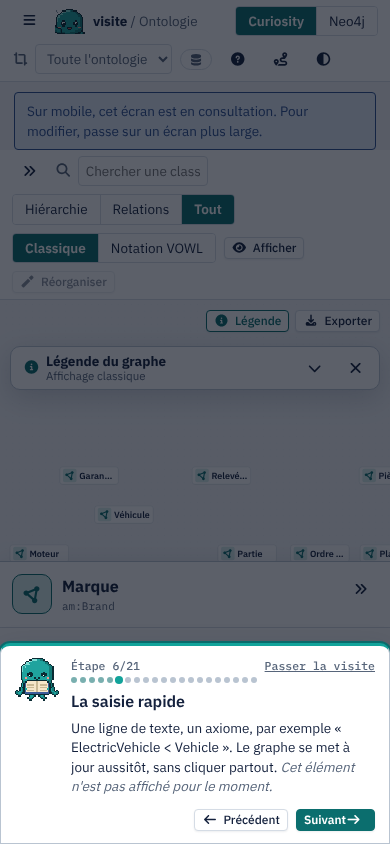 visite / Ontologie
Curiosity
Neo4j
Toute l'ontologie
Sur mobile, cet écran est en consultation. Pour
modifier, passe sur un écran plus large.
Chercher une class
Hiérarchie
Relations
Tout
Classique
Notation VOWL
Afficher
Réorganiser
Légende
Exporter
Légende du graphe
Affichage classique
Garan...
Relevé...
Piè
Véhicule
Moteur
Partie
Ordre ...
Pla
Marque
am:Brand
Étape 6/21
Passer la visite
La saisie rapide
Une ligne de texte, un axiome, par exemple «
ElectricVehicle < Vehicle ». Le graphe se met à
jour aussitôt, sans cliquer partout. Cet élément
n'est pas affiché pour le moment.
Précédent
Suivant